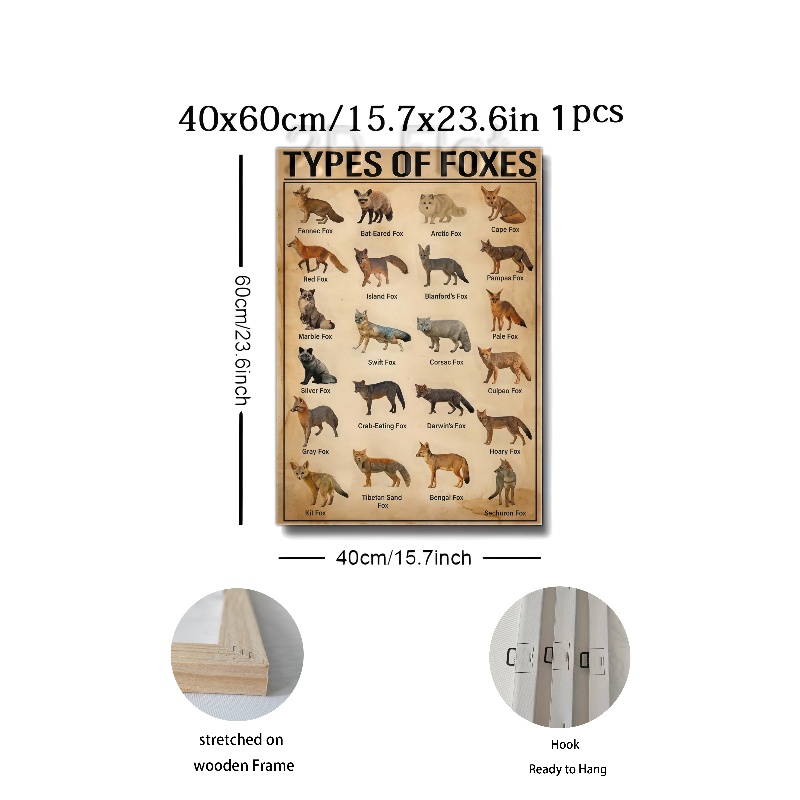 40x60cm/15.7x23.6in 1pcs
TYPES OF FOXES
Fennec Fox
Bat-Eared Fox
Arctic Fox
Cape Fox
Red Fox
Island Fox
Blanford's Fox
Pampas Fox
Marble Fox
Swift Fox
Corsac Fox
Pale Fox
Silver Fox
Crab-Eating Fox
Darwin's Fox
Culpeo Fox
Gray Fox
Tibetan Sand
Fox
Bengal Fox
Hoary Fox
Kit Fox
Sechuran Fox
60cm/23.6inch
40cm/15.7inch
stretched on
wooden Frame
Hook
Ready to Hang